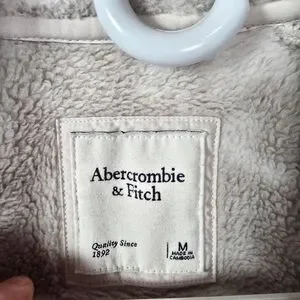 Abercrombie
& Fitch
Quality Since
1892
M
MADE IN
CAMBODIA